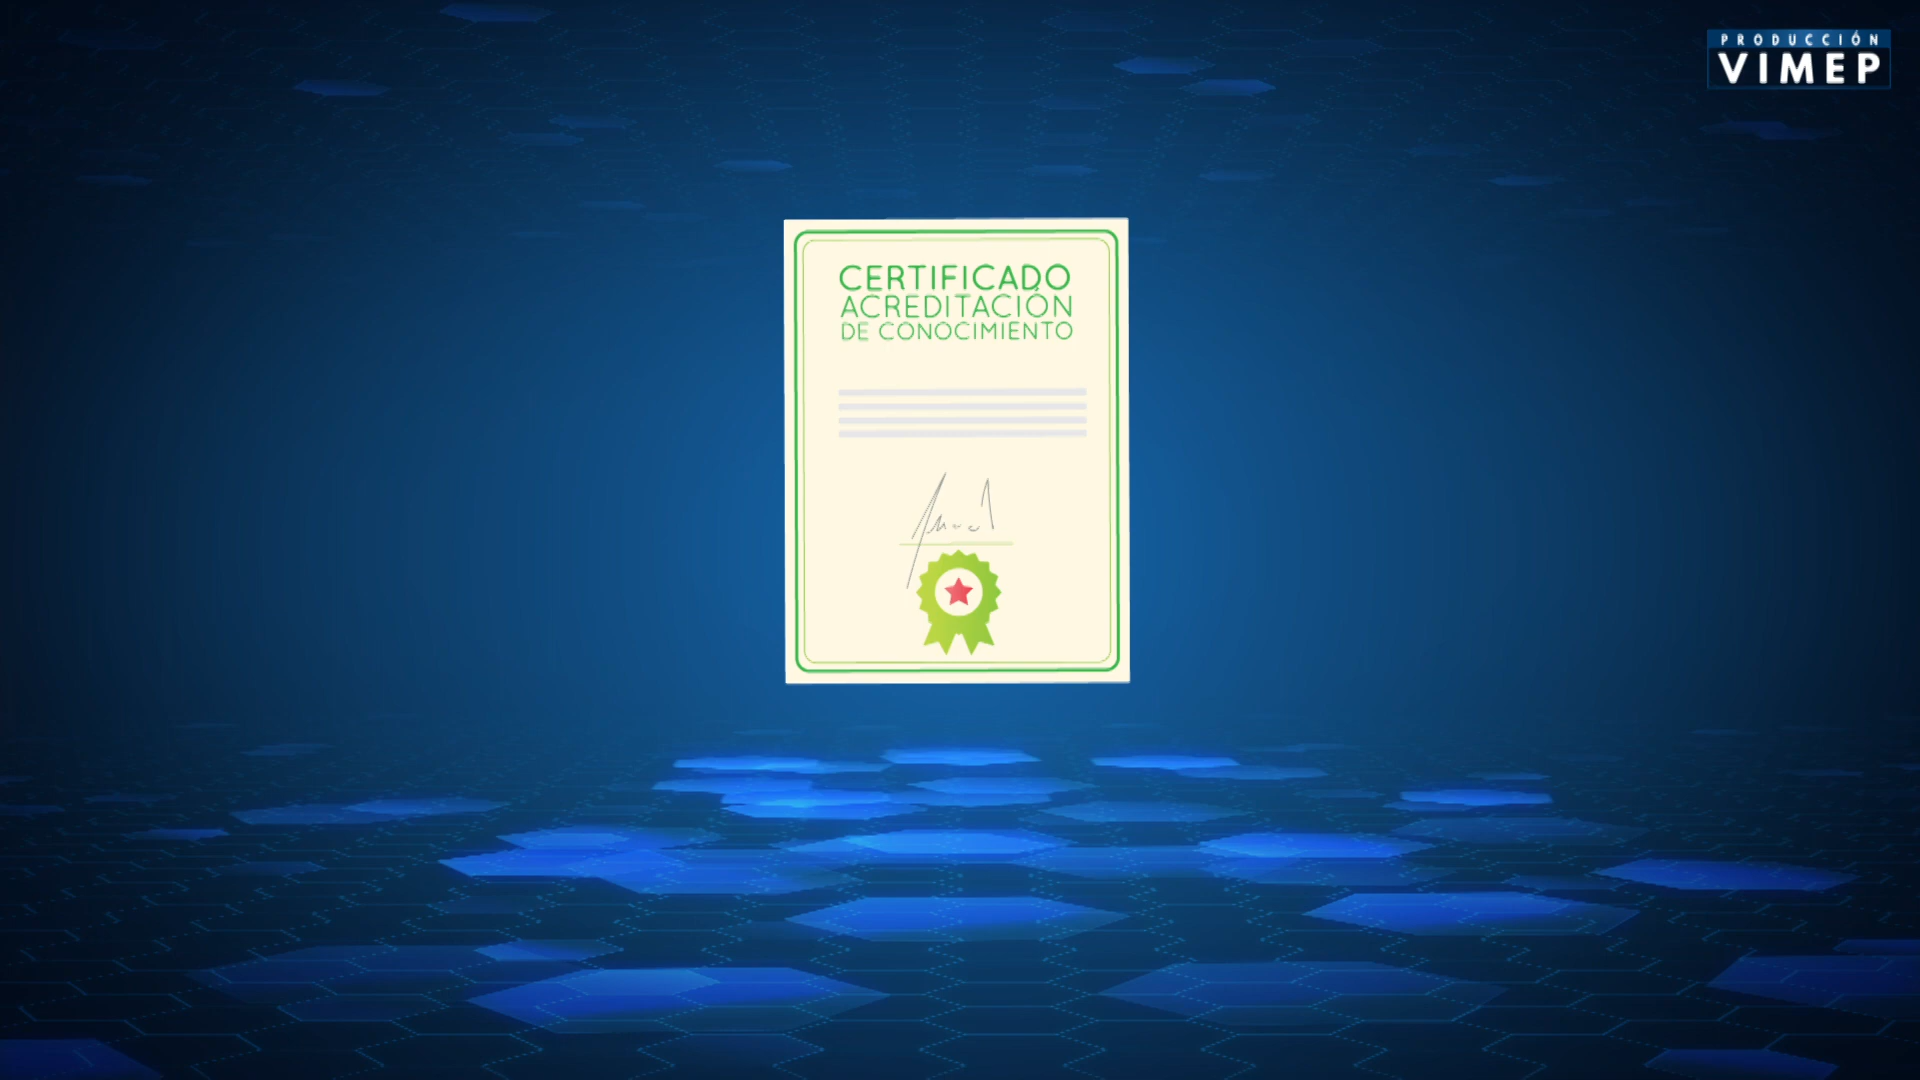 PRODUCCIÓN
VIMEP
CERTIFICADO
ACREDITACIÓN
DE CONOCIMIENTO